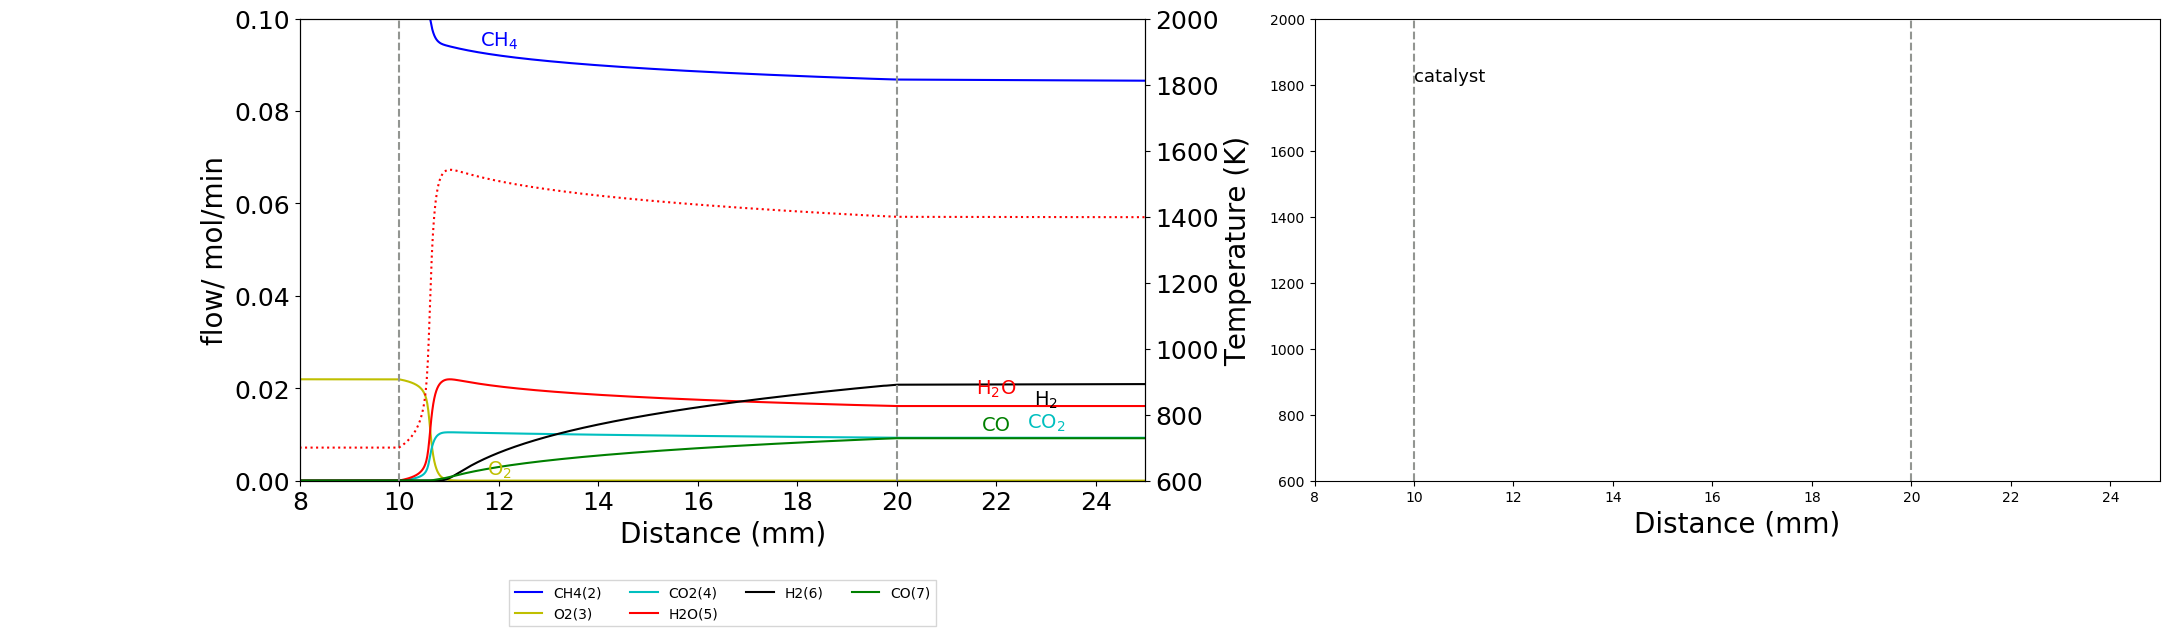 0.10
0.08
0.06
0.04
0.02
0.00
flow/ mol/min
CH₄
O₂
H₂O
H₂
CO
CO₂
8 10 12 14 16 18 20 22 24
Distance (mm)
2000
1800
1600
1400
1200
1000
800
600
Temperature (K)
CH4(2) CO2(4) H2(6) CO(7)
O2(3) H2O(5)
2000
1800
1600
1400
1200
1000
800
600
catalyst
8 10 12 14 16 18 20 22 24
Distance (mm)